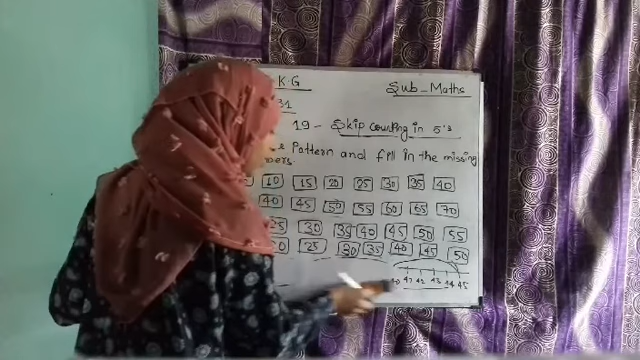 K.G Sub - Maths
31
19 - Skip counting in 5's
Pattern and fill in the missing
10 15 20 25 30 35 40
40 45 50 55 60 65 70
25 30 35 40 45 50 55
25 30 35 40 45 50
41 42 43 44 45